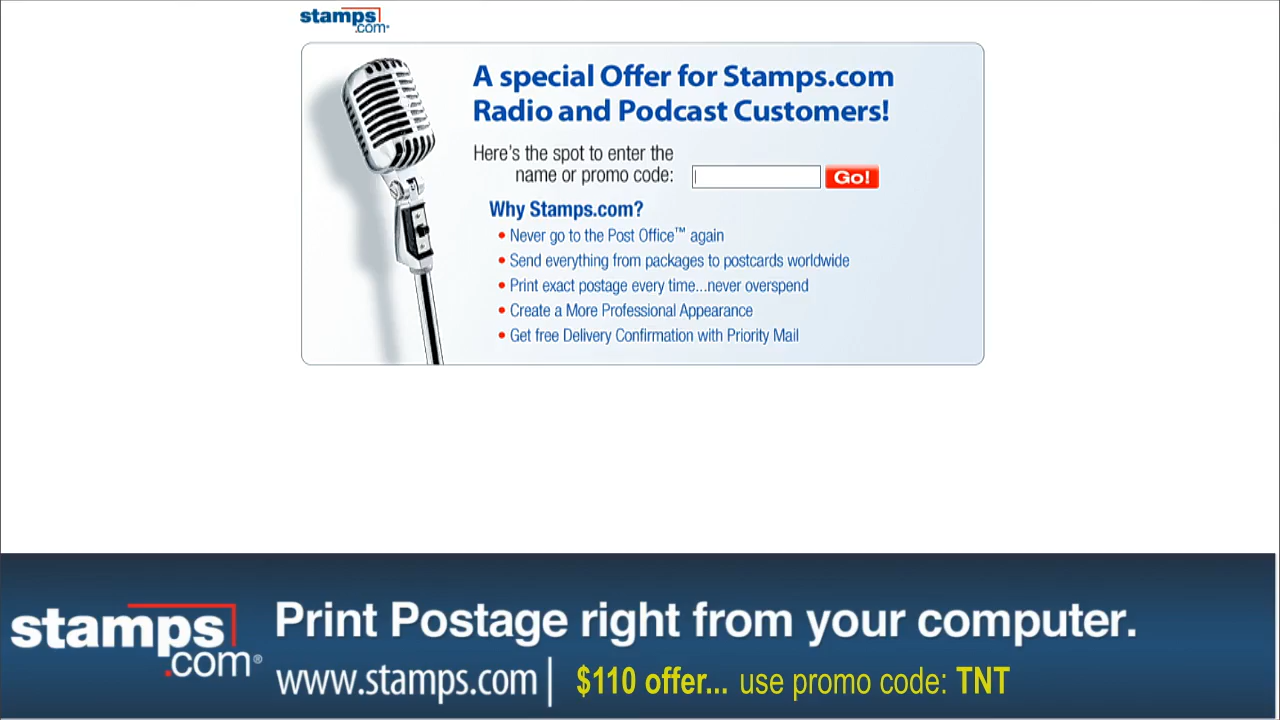 stamps
.com®
A special Offer for Stamps.com
Radio and Podcast Customers!
Here's the spot to enter the
name or promo code:
Go!
Why Stamps.com?
• Never go to the Post Office™ again
• Send everything from packages to postcards worldwide
• Print exact postage every time...never overspend
• Create a More Professional Appearance
• Get free Delivery Confirmation with Priority Mail
stamps
.com®
Print Postage right from your computer.
www.stamps.com | $110 offer... use promo code: TNT